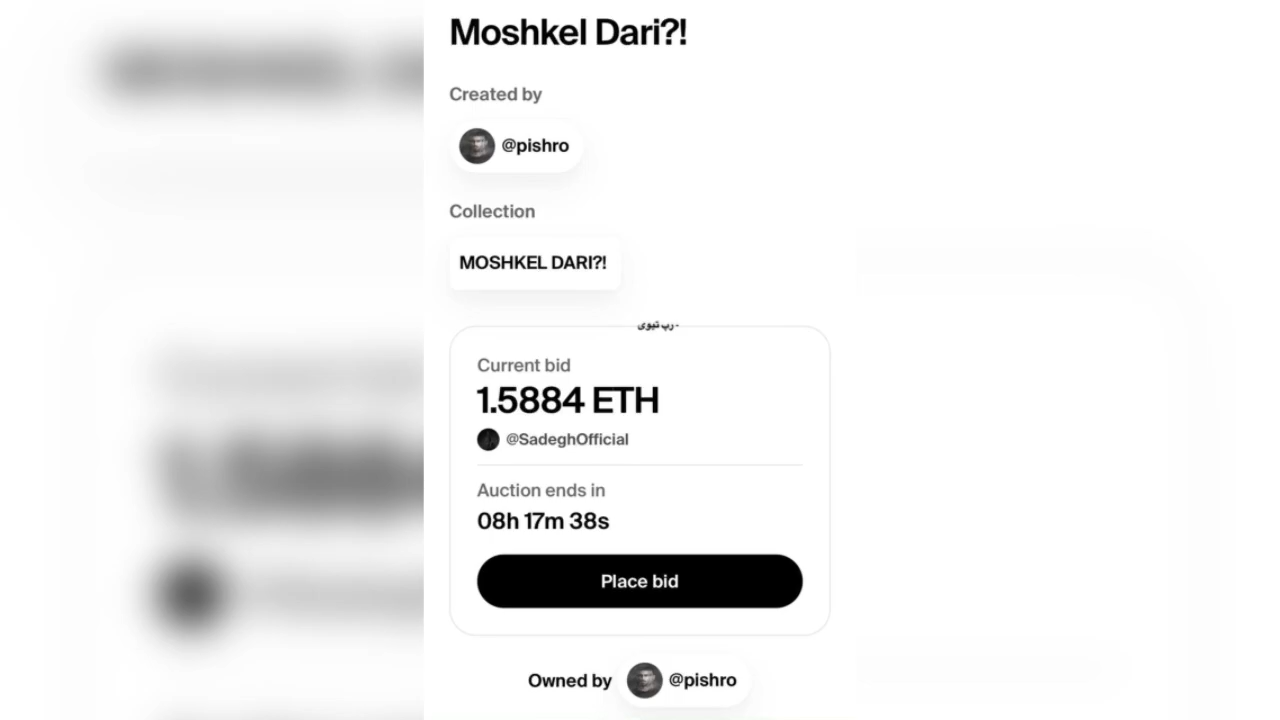 Moshkel Dari?!
Created by
@pishro
Collection
MOSHKEL DARI?!
- رپ تیوی
Current bid
1.5884 ETH
@SadeghOfficial
Auction ends in
08h 17m 38s
Place bid
Owned by @pishro